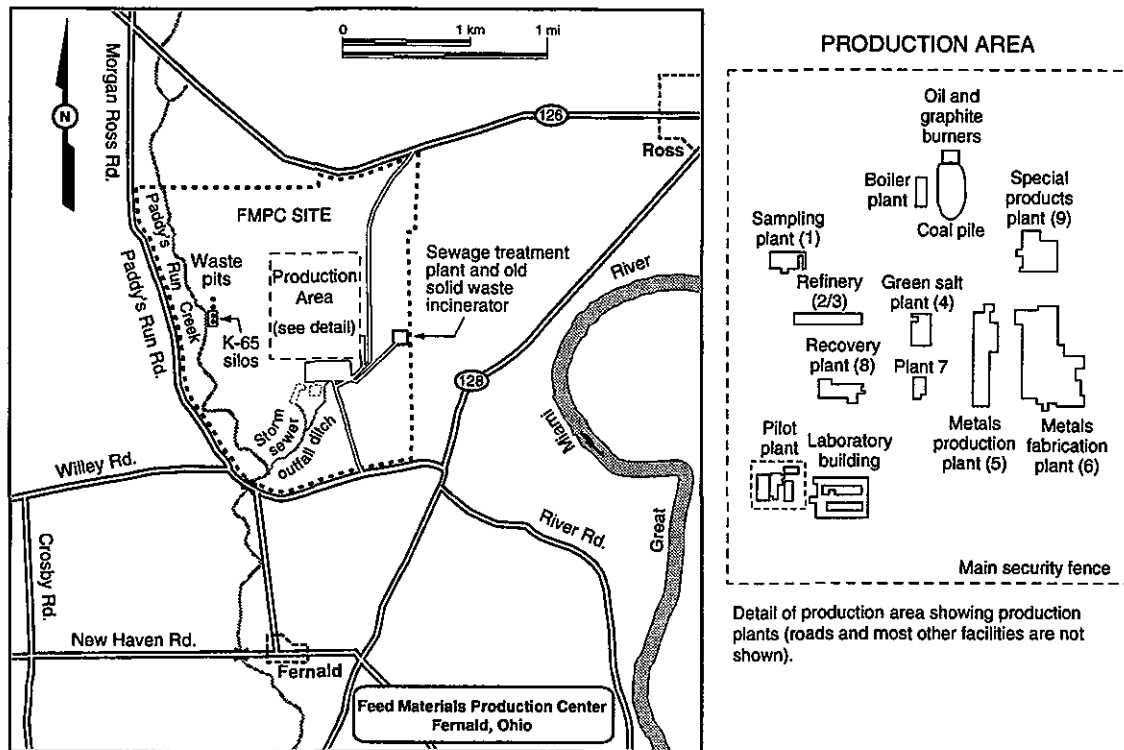 0 1 km 1 mi
N
Morgan Ross Rd.
126
Ross
FMPC SITE
Paddy's
Run
Creek
Paddy's Run Rd.
Waste
pits
K-65
silos
Production
Area
(see detail)
Sewage treatment
plant and old
solid waste
incinerator
River
Miami
Great
128
Storm
sewer
outfall ditch
Willey Rd.
River Rd.
Crosby Rd.
New Haven Rd.
Fernald
Feed Materials Production Center
Fernald, Ohio
PRODUCTION AREA
Oil and
graphite
burners
Boiler
plant
Coal pile
Special
products
plant (9)
Sampling
plant (1)
Refinery
(2/3)
Green salt
plant (4)
Recovery
plant (8)
Plant 7
Metals
production
plant (5)
Metals
fabrication
plant (6)
Pilot
plant
Laboratory
building
Main security fence
Detail of production area showing production
plants (roads and most other facilities are not
shown).